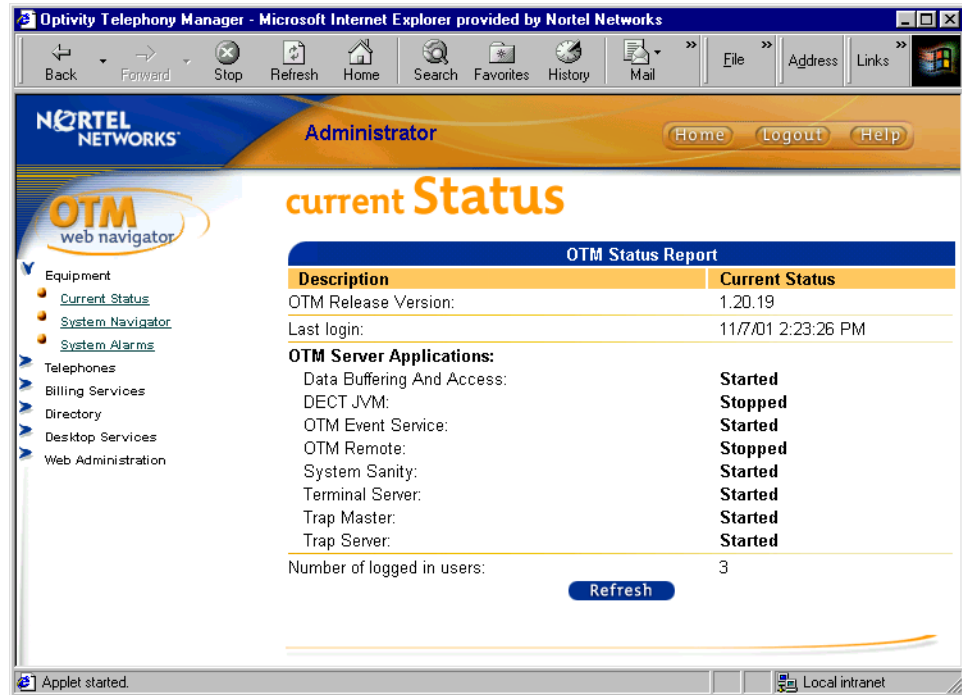 Optivity Telephony Manager - Microsoft Internet Explorer provided by Nortel Networks
Back Forward Stop Refresh Home Search Favorites History Mail » File » Address Links »
NORTEL
NETWORKS
Administrator
Home Logout Help
OTM
web navigator
current Status
Equipment
Current Status
System Navigator
System Alarms
Telephones
Billing Services
Directory
Desktop Services
Web Administration
OTM Status Report
Description Current Status
OTM Release Version: 1.20.19
Last login: 11/7/01 2:23:26 PM
OTM Server Applications:
Data Buffering And Access: Started
DECT JVM: Stopped
OTM Event Service: Started
OTM Remote: Stopped
System Sanity: Started
Terminal Server: Started
Trap Master: Started
Trap Server: Started
Number of logged in users: 3
Refresh
Applet started. Local intranet